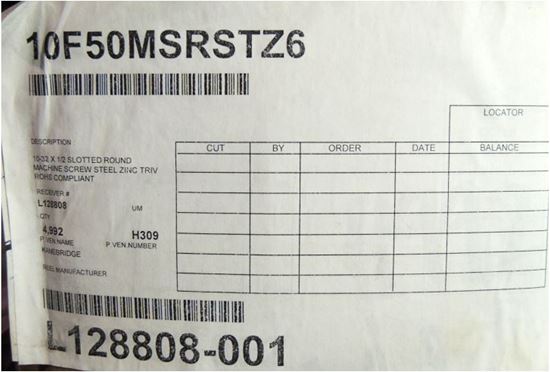 10F50MSRSTZ6
LOCATOR
DESCRIPTION
CUT BY ORDER DATE BALANCE
10-32 X 1/2 SLOTTED ROUND
MACHINE SCREW STEEL ZINC TRIV
ROHS COMPLIANT
RECEIVER #
L128808 UM
QTY
4,992 H309
P.VEN.NAME P.VEN.NUMBER
KANEBRIDGE
REEL MANUFACTURER
L128808-001